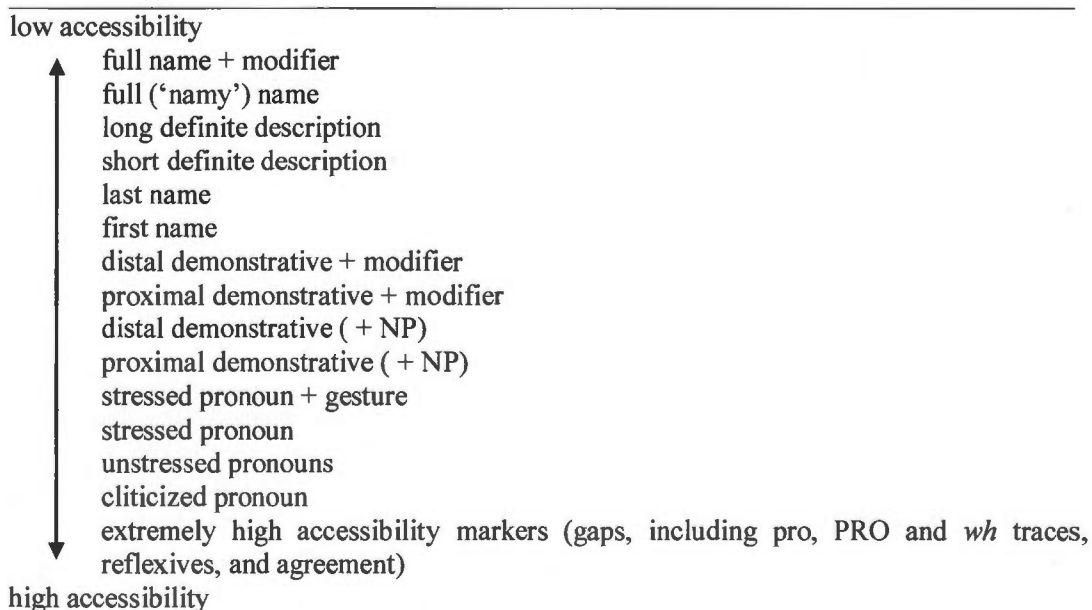 low accessibility
full name + modifier
full (‘namy’) name
long definite description
short definite description
last name
first name
distal demonstrative + modifier
proximal demonstrative + modifier
distal demonstrative ( + NP)
proximal demonstrative ( + NP)
stressed pronoun + gesture
stressed pronoun
unstressed pronouns
cliticized pronoun
extremely high accessibility markers (gaps, including pro, PRO and wh traces,
reflexives, and agreement)
high accessibility